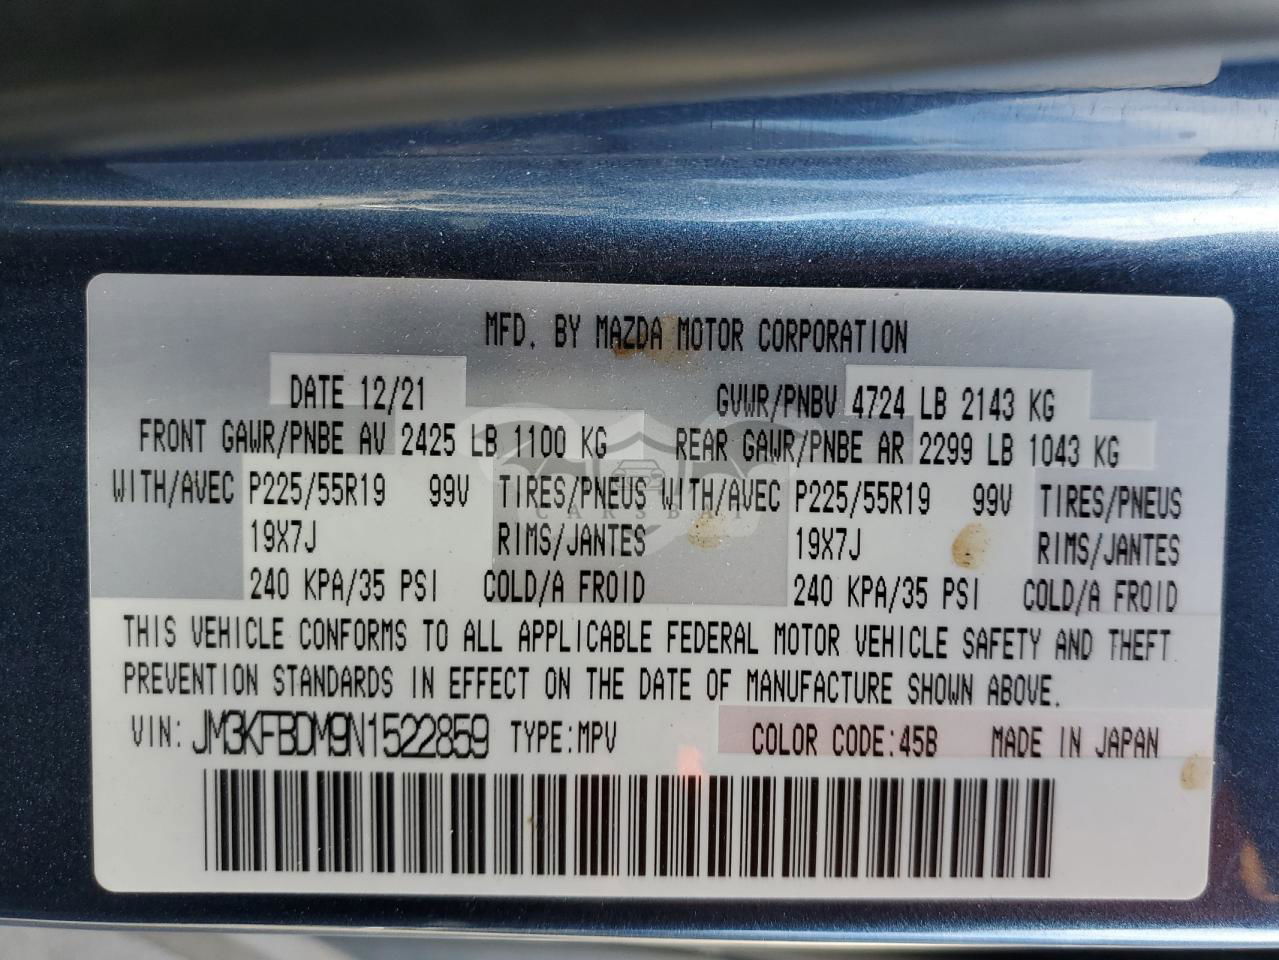 MFD. BY MAZDA MOTOR CORPORATION
DATE 12/21 GVWR/PNBV 4724 LB 2143 KG
FRONT GAWR/PNBE AV 2425 LB 1100 KG REAR GAWR/PNBE AR 2299 LB 1043 KG
WITH/AVEC P225/55R19 99V TIRES/PNEUS WITH/AVEC P225/55R19 99V TIRES/PNEUS
CARSBAT
19X7J RIMS/JANTES 19X7J RIMS/JANTES
240 KPA/35 PSI COLD/A FROID 240 KPA/35 PSI COLD/A FROID
THIS VEHICLE CONFORMS TO ALL APPLICABLE FEDERAL MOTOR VEHICLE SAFETY AND THEFT
PREVENTION STANDARDS IN EFFECT ON THE DATE OF MANUFACTURE SHOWN ABOVE.
VIN: JM3KFBDM9N1522859 TYPE:MPV COLOR CODE:45B MADE IN JAPAN